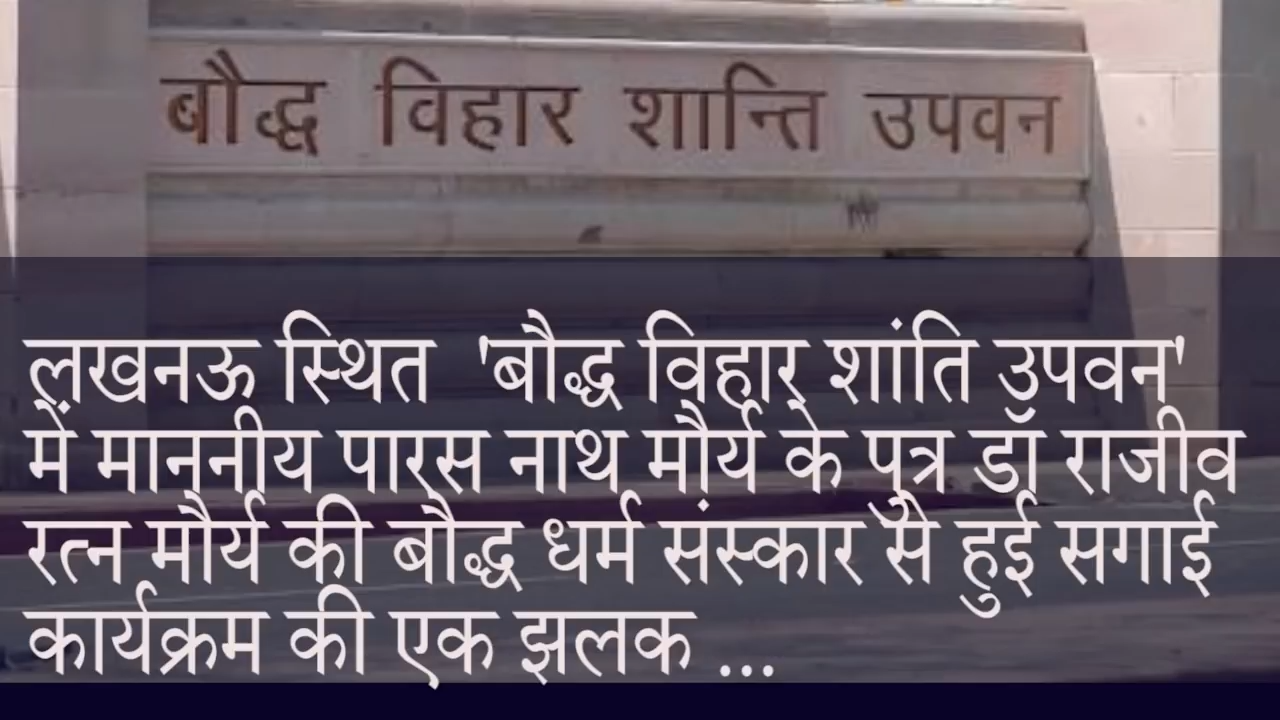 बौद्ध विहार शान्ति उपवन
लखनऊ स्थित 'बौद्ध विहार शांति उपवन'
में माननीय पारस नाथ मौर्य के पुत्र डॉ राजीव
रत्न मौर्य की बौद्ध धर्म संस्कार से हुई सगाई
कार्यक्रम की एक झलक ...